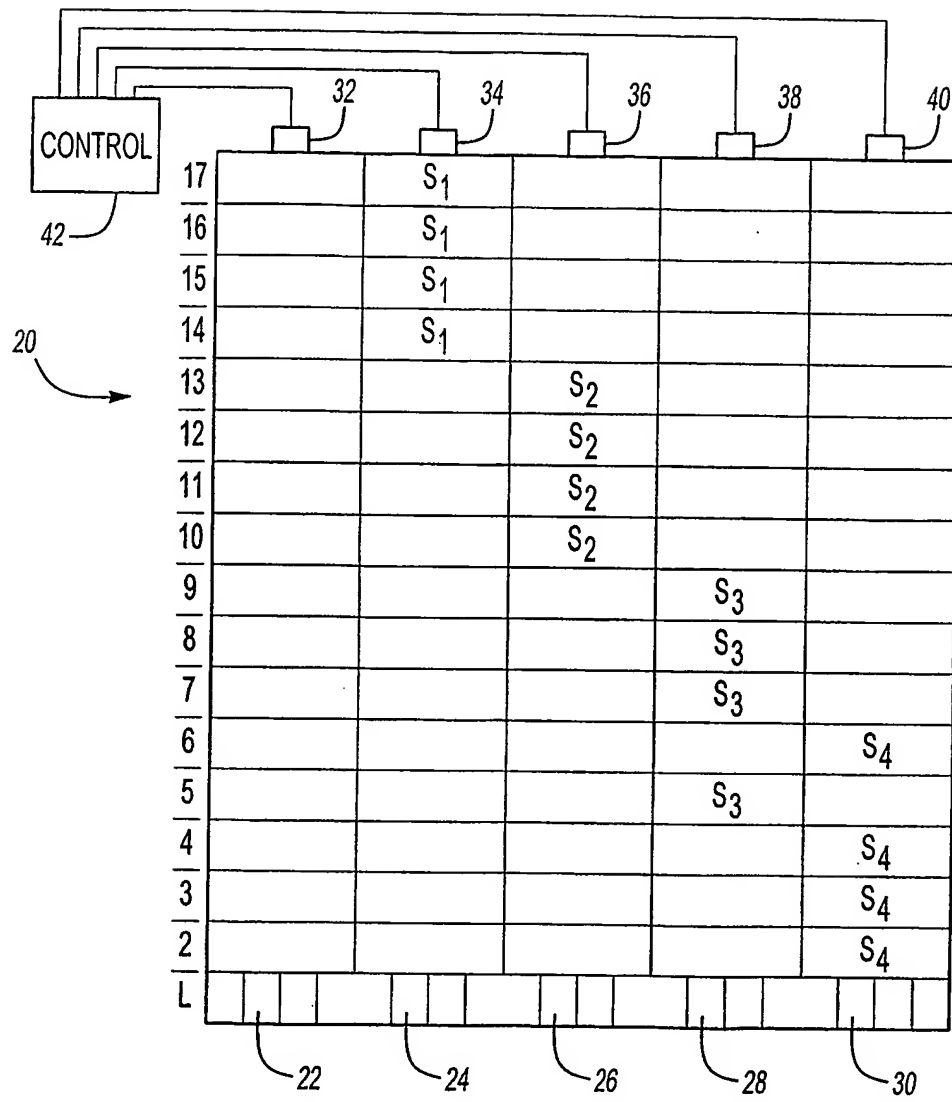 32 34 36 38 40
CONTROL
42
20
17 S1
16 S1
15 S1
14 S1
13 S2
12 S2
11 S2
10 S2
9 S3
8 S3
7 S3
6 S4
5 S3
4 S4
3 S4
2 S4
L
22 24 26 28 30